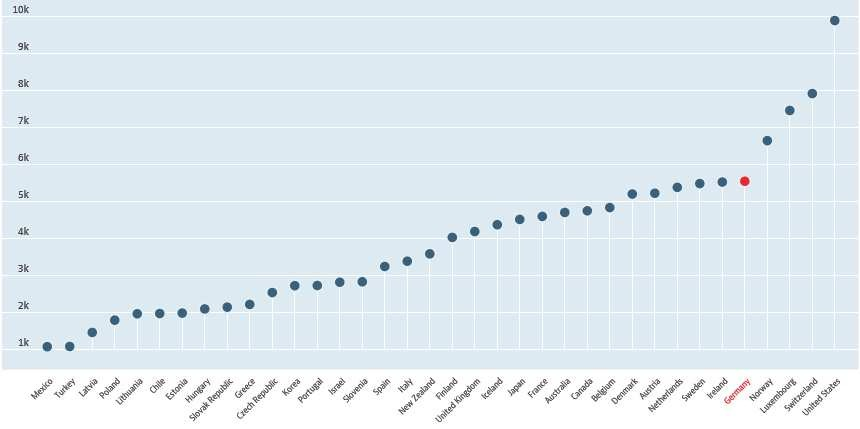 10k
9k
8k
7k
6k
5k
4k
3k
2k
1k
Mexico
Turkey
Latvia
Poland
Lithuania
Chile
Estonia
Hungary
Slovak Republic
Greece
Czech Republic
Korea
Portugal
Israel
Slovenia
Spain
Italy
New Zealand
Finland
United Kingdom
Iceland
Japan
France
Australia
Canada
Belgium
Denmark
Austria
Netherlands
Sweden
Ireland
Germany
Norway
Luxembourg
Switzerland
United States